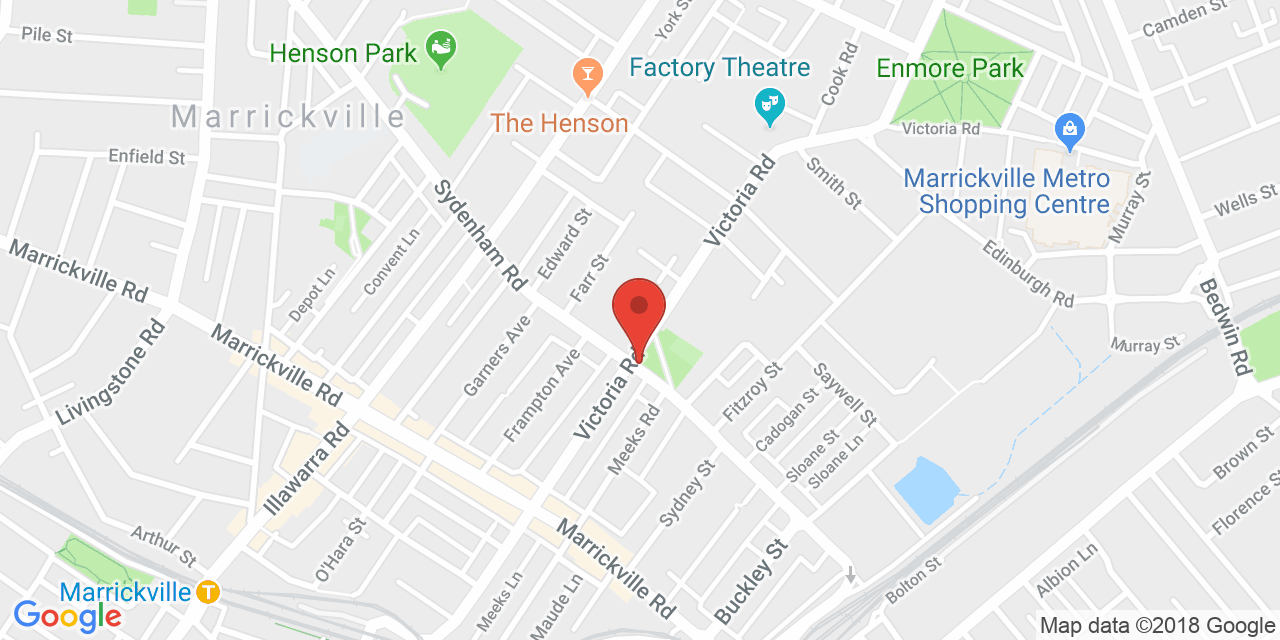 Pile St
Henson Park
York St
Camden St
Factory Theatre
Cook Rd
Enmore Park
Marrickville
The Henson
Victoria Rd
Enfield St
Smith St
Marrickville Metro
Shopping Centre
Murray St
Wells St
Sydenham Rd
Victoria Rd
Edward St
Convent Ln
Marrickville Rd
Depot Ln
Farr St
Edinburgh Rd
Bedwin Rd
Livingstone Rd
Marrickville Rd
Garners Ave
Frampton Ave
Victoria Rd
Murray St
Fitzroy St
Saywell St
Cadogan St
Meeks Rd
Sloane St
Sloane Ln
Illawarra Rd
Brown St
Florence St
Sydney St
Arthur St
O'Hara St
Marrickville Rd
Buckley St
Albion Ln
Bolton St
Meeks Ln
Maude Ln
Marrickville
T
Google
Map data ©2018 Google